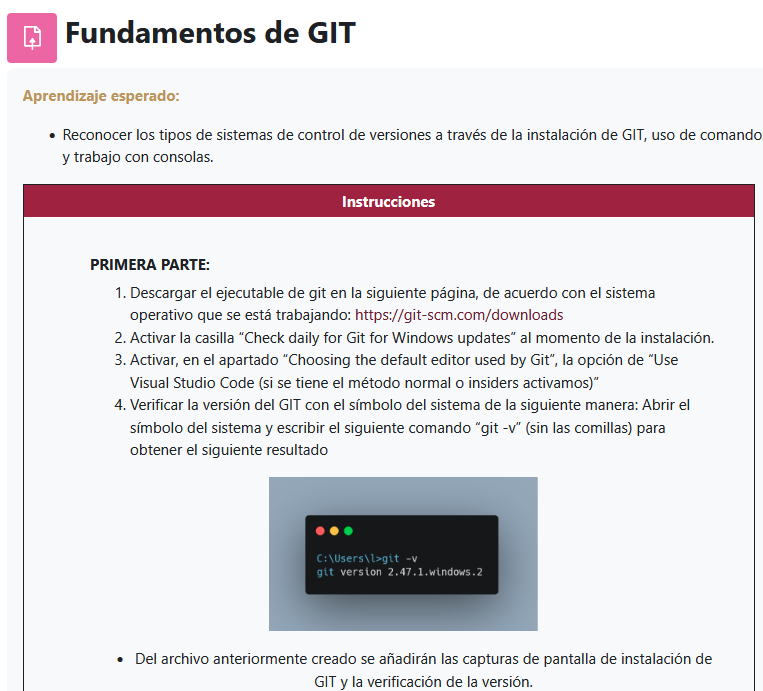 Fundamentos de GIT
Aprendizaje esperado:
• Reconocer los tipos de sistemas de control de versiones a través de la instalación de GIT, uso de comando
y trabajo con consolas.
Instrucciones
PRIMERA PARTE:
1. Descargar el ejecutable de git en la siguiente página, de acuerdo con el sistema
operativo que se está trabajando: https://git-scm.com/downloads
2. Activar la casilla “Check daily for Git for Windows updates” al momento de la instalación.
3. Activar, en el apartado “Choosing the default editor used by Git”, la opción de “Use
Visual Studio Code (si se tiene el método normal o insiders activamos)”
4. Verificar la versión del GIT con el símbolo del sistema de la siguiente manera: Abrir el
símbolo del sistema y escribir el siguiente comando “git -v” (sin las comillas) para
obtener el siguiente resultado
C:\Users\l>git -v
git version 2.47.1.windows.2
• Del archivo anteriormente creado se añadirán las capturas de pantalla de instalación de
GIT y la verificación de la versión.